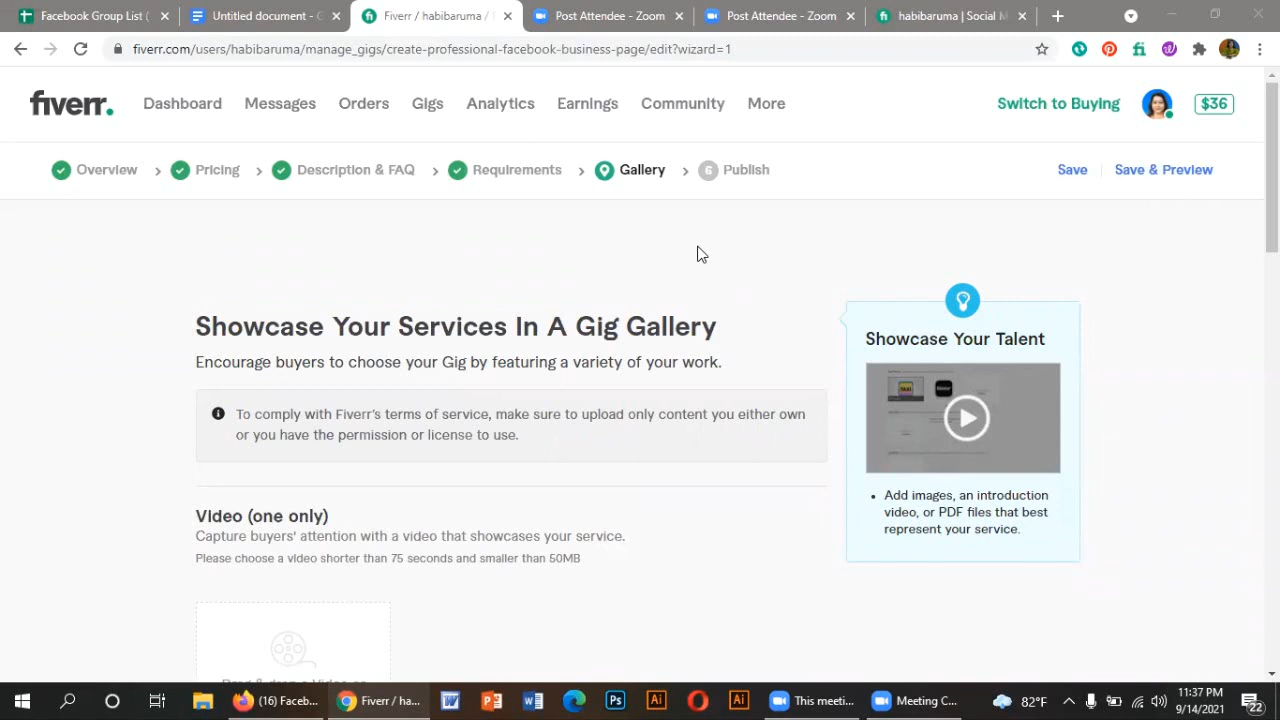 Facebook Group List (
Untitled document - G
Fiverr / habibaruma /
Post Attendee - Zoom
Post Attendee - Zoom
habibaruma | Social M
fiverr.com/users/habibaruma/manage_gigs/create-professional-facebook-business-page/edit?wizard=1
fiverr.
Dashboard
Messages
Orders
Gigs
Analytics
Earnings
Community
More
Switch to Buying
$36
Overview
Pricing
Description & FAQ
Requirements
Gallery
6 Publish
Save
Save & Preview
Showcase Your Services In A Gig Gallery
Encourage buyers to choose your Gig by featuring a variety of your work.
To comply with Fiverr's terms of service, make sure to upload only content you either own
or you have the permission or license to use.
Showcase Your Talent
Add images, an introduction
video, or PDF files that best
represent your service.
Video (one only)
Capture buyers' attention with a video that showcases your service.
Please choose a video shorter than 75 seconds and smaller than 50MB
(16) Faceb...
Fiverr / ha...
This meeti...
Meeting C...
82°F
11:37 PM
9/14/2021
22